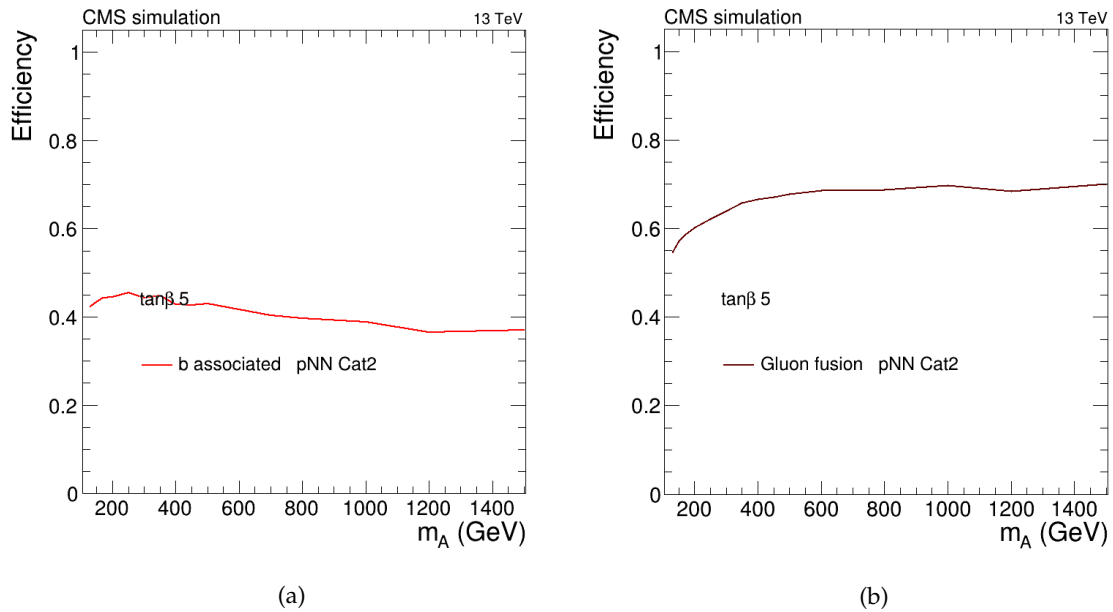 CMS simulation 13 TeV
Efficiency
1
0.8
0.6
0.4
0.2
0
tanβ 5
b associated pNN Cat2
200 400 600 800 1000 1200 1400
m_A (GeV)
(a)
CMS simulation 13 TeV
Efficiency
1
0.8
0.6
0.4
0.2
0
tanβ 5
Gluon fusion pNN Cat2
200 400 600 800 1000 1200 1400
m_A (GeV)
(b)